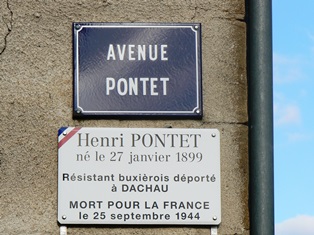 AVENUE
PONTET
Henri PONTET
né le 27 janvier 1899
Résistant buxièrois déporté
à DACHAU
MORT POUR LA FRANCE
le 25 septembre 1944